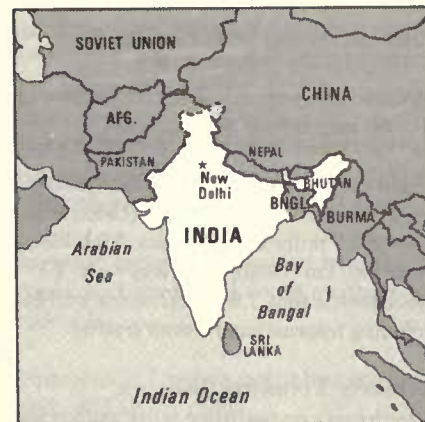 SOVIET UNION
CHINA
AFG.
PAKISTAN
NEPAL
New
Delhi
BHUTAN
BNGL.
BURMA
INDIA
Arabian
Sea
Bay
of
Bangal
SRI
LANKA
Indian Ocean